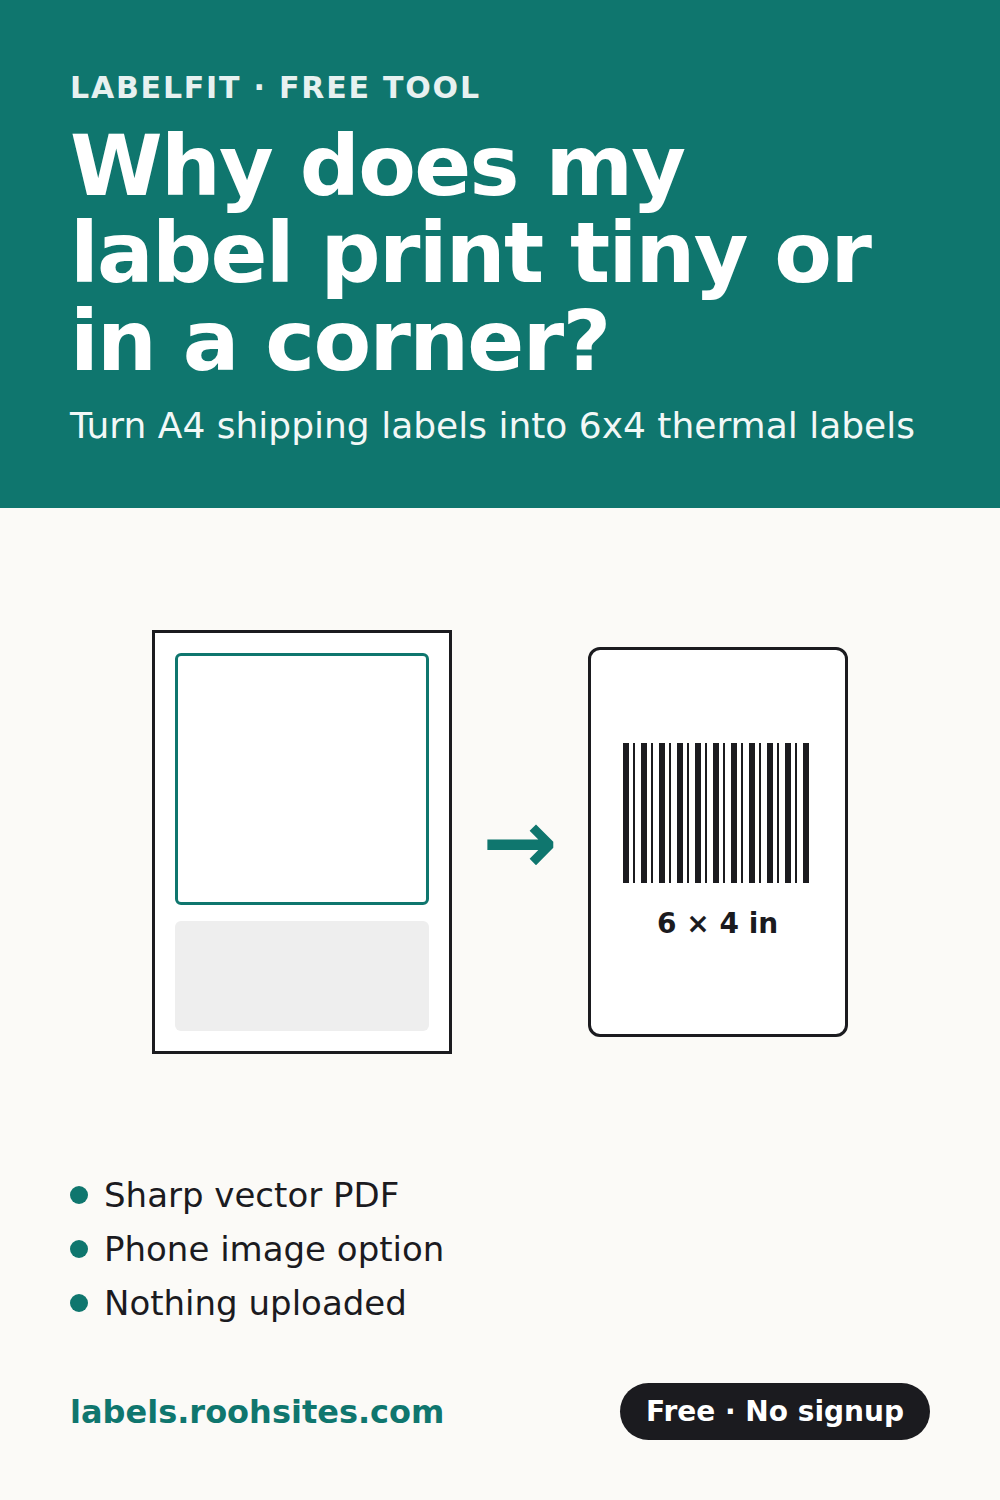 LABELFIT · FREE TOOL
Why does my
label print tiny or
in a corner?
Turn A4 shipping labels into 6x4 thermal labels
→
6 × 4 in
Sharp vector PDF
Phone image option
Nothing uploaded
labels.roohsites.com
Free · No signup